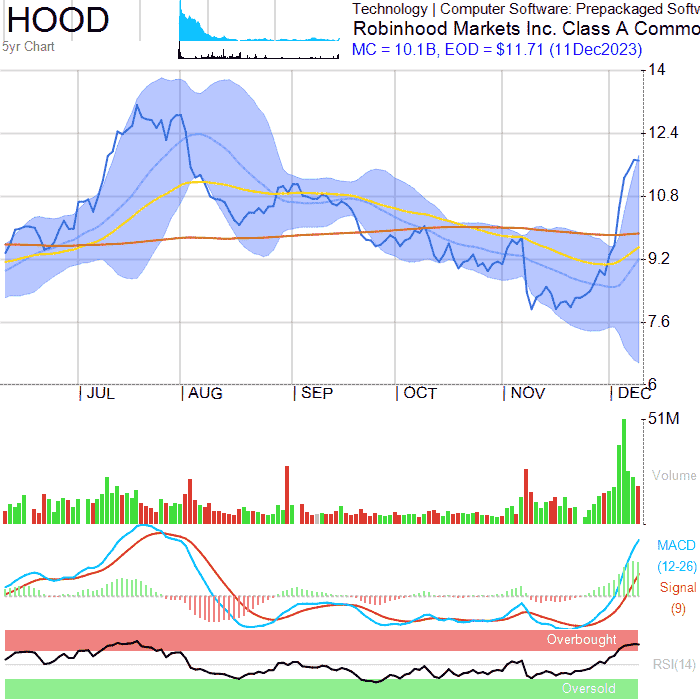 HOOD
5yr Chart
Technology | Computer Software: Prepackaged Softw
Robinhood Markets Inc. Class A Commo
MC = 10.1B, EOD = $11.71 (11Dec2023)
14
12.4
10.8
9.2
7.6
6
JUL
AUG
SEP
OCT
NOV
DEC
51M
Volume
MACD
(12-26)
Signal
(9)
Overbought
RSI(14)
Oversold